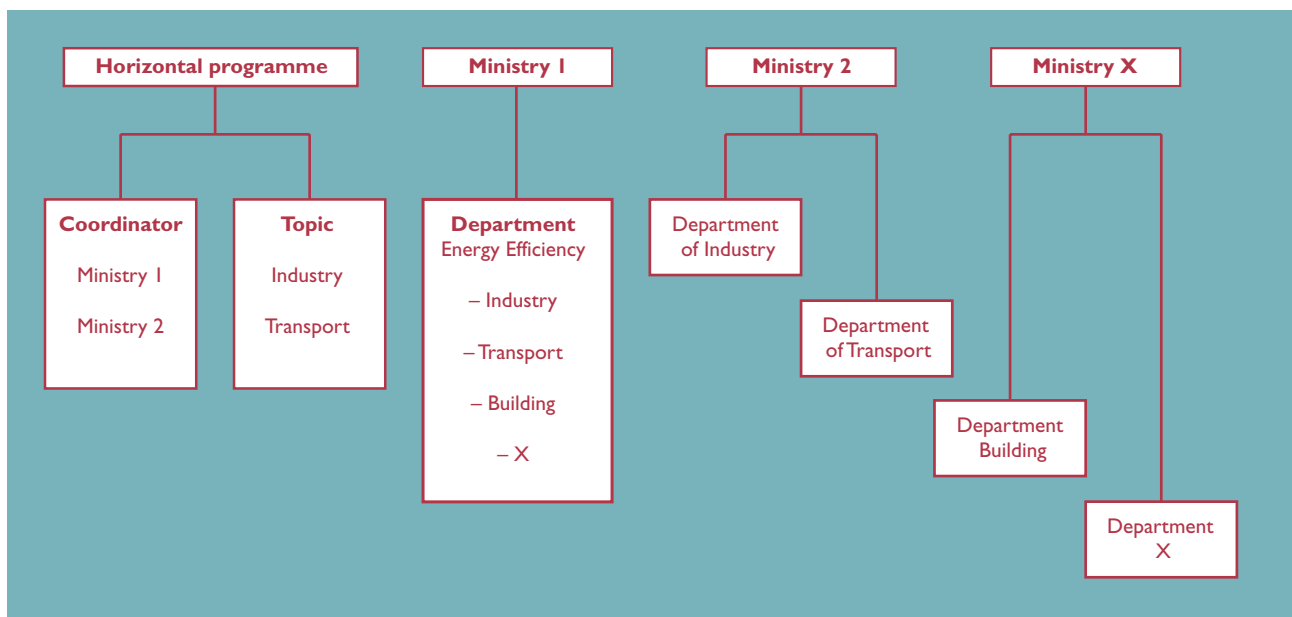 Horizontal programme
Ministry 1
Ministry 2
Ministry X
Coordinator
Ministry 1
Ministry 2
Topic
Industry
Transport
Department
Energy Efficiency
– Industry
– Transport
– Building
– X
Department
of Industry
Department
of Transport
Department
Building
Department
X